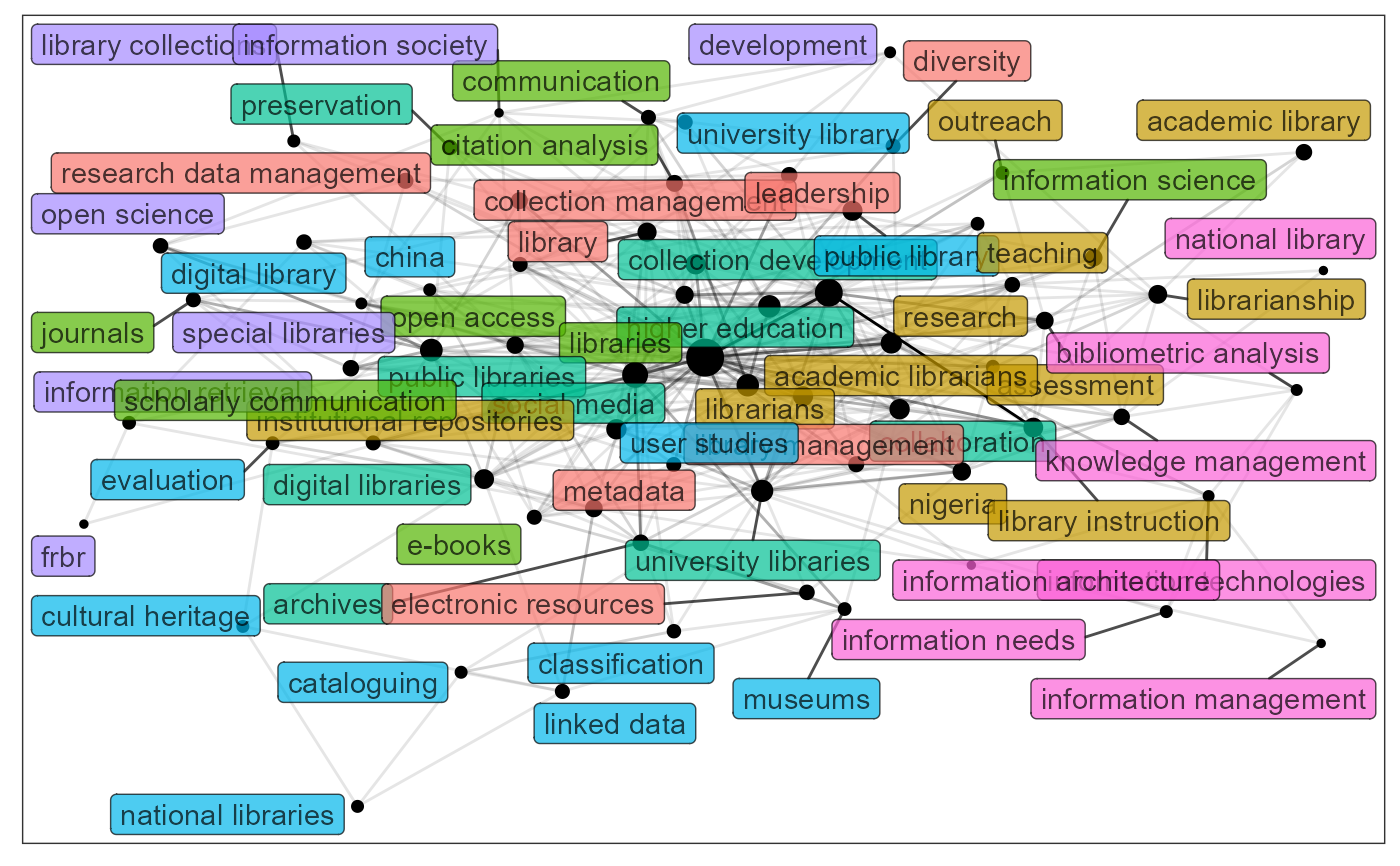 library collections
information society
development
diversity
communication
preservation
outreach
academic library
university library
citation analysis
research data management
information science
leadership
collection management
open science
library
national library
public library
teaching
china
collection development
digital library
librarianship
open access
research
higher education
journals
special libraries
libraries
bibliometric analysis
public libraries
academic librarians
assessment
information retrieval
scholarly communication
social media
librarians
institutional repositories
user studies
library management
collaboration
knowledge management
evaluation
digital libraries
metadata
nigeria
library instruction
e-books
frbr
university libraries
information architecture
information technologies
archives
electronic resources
cultural heritage
information needs
classification
cataloguing
museums
information management
linked data
national libraries